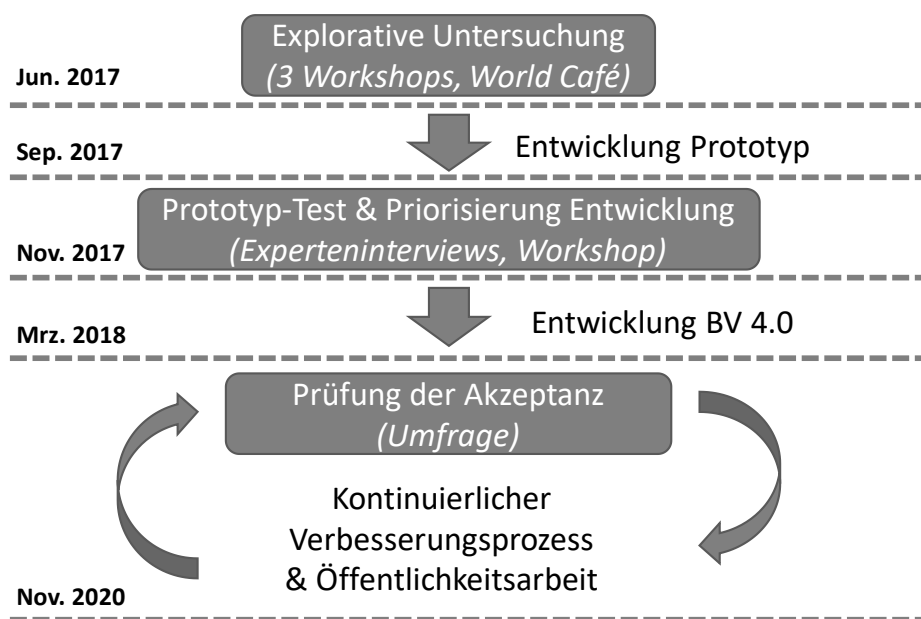 Explorative Untersuchung
(3 Workshops, World Café)
Jun. 2017
Sep. 2017
Entwicklung Prototyp
Prototyp-Test & Priorisierung Entwicklung
(Experteninterviews, Workshop)
Nov. 2017
Entwicklung BV 4.0
Mrz. 2018
Prüfung der Akzeptanz
(Umfrage)
Kontinuierlicher
Verbesserungsprozess
& Öffentlichkeitsarbeit
Nov. 2020